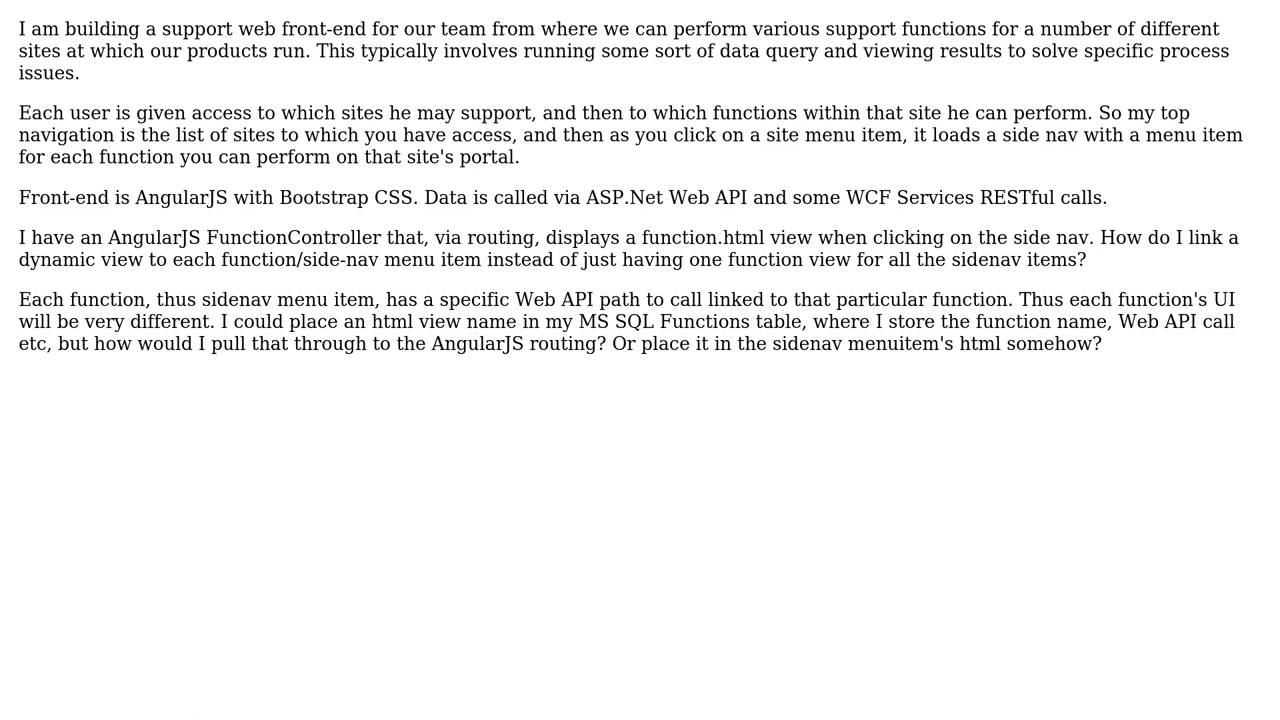 I am building a support web front-end for our team from where we can perform various support functions for a number of different
sites at which our products run. This typically involves running some sort of data query and viewing results to solve specific process
issues.
Each user is given access to which sites he may support, and then to which functions within that site he can perform. So my top
navigation is the list of sites to which you have access, and then as you click on a site menu item, it loads a side nav with a menu item
for each function you can perform on that site's portal.
Front-end is AngularJS with Bootstrap CSS. Data is called via ASP.Net Web API and some WCF Services RESTful calls.
I have an AngularJS FunctionController that, via routing, displays a function.html view when clicking on the side nav. How do I link a
dynamic view to each function/side-nav menu item instead of just having one function view for all the sidenav items?
Each function, thus sidenav menu item, has a specific Web API path to call linked to that particular function. Thus each function's UI
will be very different. I could place an html view name in my MS SQL Functions table, where I store the function name, Web API call
etc, but how would I pull that through to the AngularJS routing? Or place it in the sidenav menuitem's html somehow?